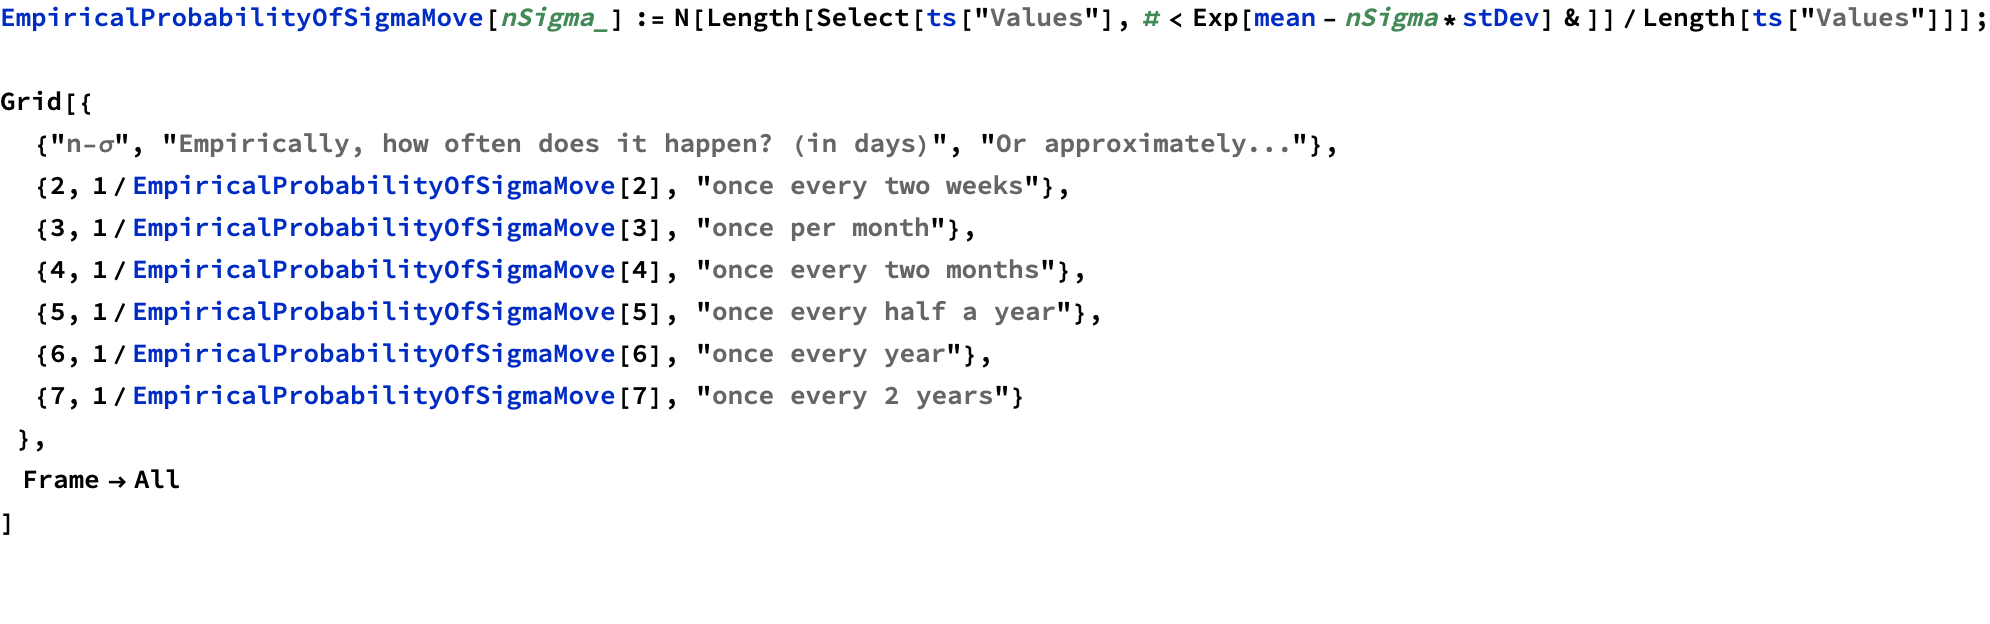 EmpiricalProbabilityOfSigmaMove[nSigma_] := N[Length[Select[ts["Values"], # < Exp[mean - nSigma * stDev] & ]] / Length[ts["Values"]]];
Grid[{
{"n-σ", "Empirically, how often does it happen? (in days)", "Or approximately..."},
{2, 1 / EmpiricalProbabilityOfSigmaMove[2], "once every two weeks"},
{3, 1 / EmpiricalProbabilityOfSigmaMove[3], "once per month"},
{4, 1 / EmpiricalProbabilityOfSigmaMove[4], "once every two months"},
{5, 1 / EmpiricalProbabilityOfSigmaMove[5], "once every half a year"},
{6, 1 / EmpiricalProbabilityOfSigmaMove[6], "once every year"},
{7, 1 / EmpiricalProbabilityOfSigmaMove[7], "once every 2 years"}
},
Frame → All
]